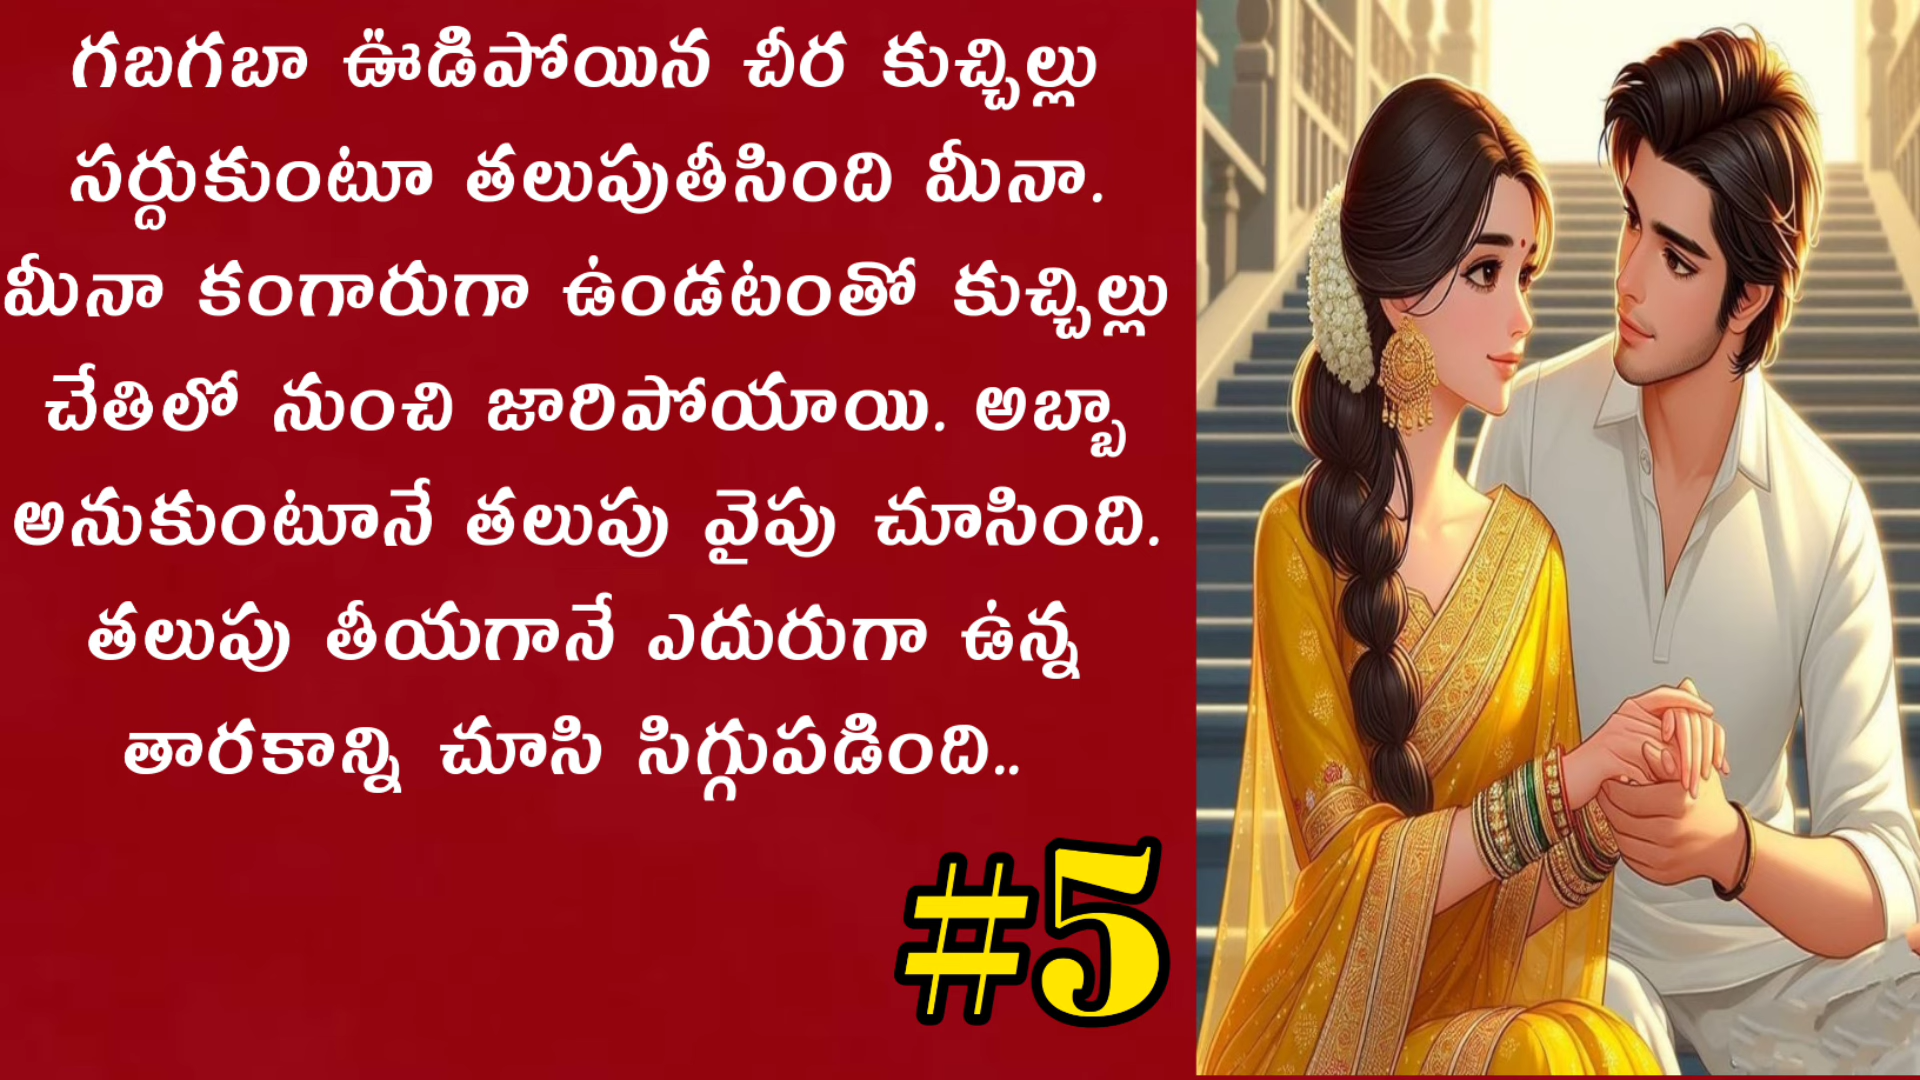 గబగబా ఊడిపోయిన చీర కుచ్చిల్లు
సర్దుకుంటూ తలుపుతీసింది మీనా.
మీనా కంగారుగా ఉండటంతో కుచ్చిల్లు
చేతిలో నుంచి జారిపోయాయి. అబ్బా
అనుకుంటూనే తలుపు వైపు చూసింది.
తలుపు తీయగానే ఎదురుగా ఉన్న
తారకాన్ని చూసి సిగ్గుపడింది..
#5